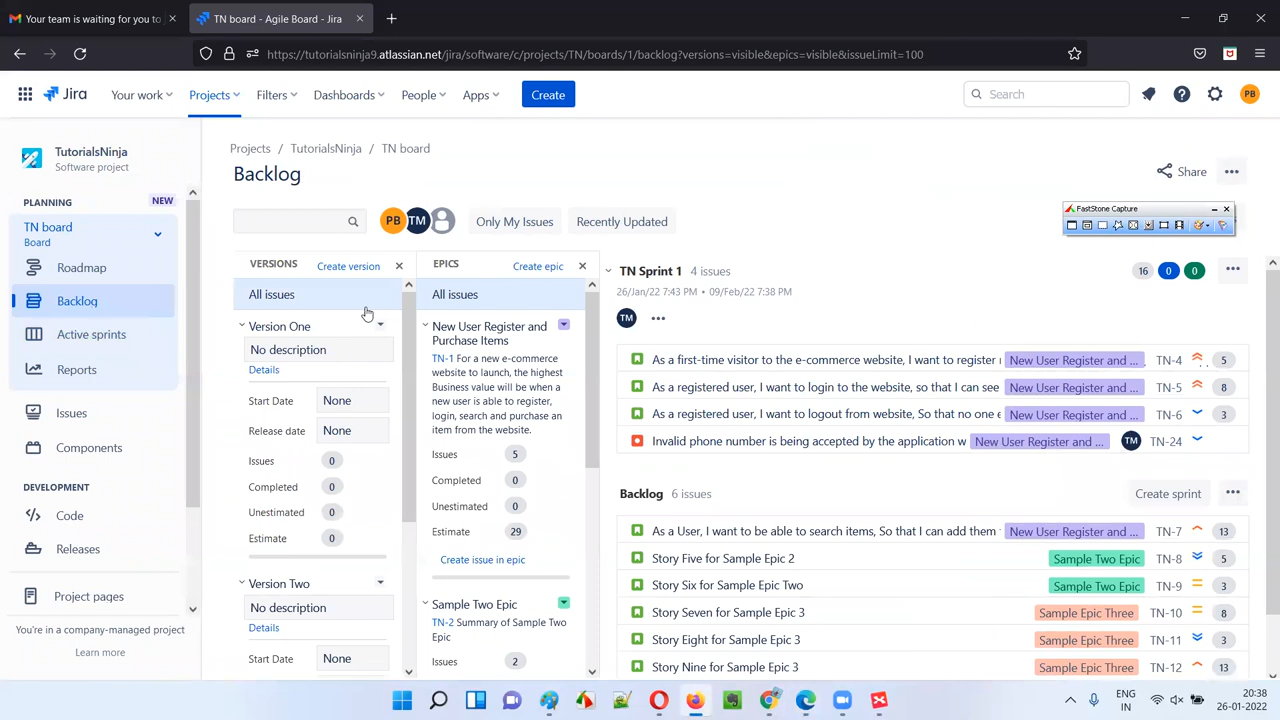 Your team is waiting for you to
TN board - Agile Board - Jira
https://tutorialsninja9.atlassian.net/jira/software/c/projects/TN/boards/1/backlog?versions=visible&epics=visible&issueLimit=100
Jira
Your work
Projects
Filters
Dashboards
People
Apps
Create
Search
PB
TutorialsNinja
Software project
PLANNING
NEW
TN board
Board
Roadmap
Backlog
Active sprints
Reports
Issues
Components
DEVELOPMENT
Code
Releases
Project pages
You're in a company-managed project
Learn more
Projects / TutorialsNinja / TN board
Backlog
Share
FastStone Capture
PB TM
Only My Issues
Recently Updated
VERSIONS
Create version
All issues
Version One
No description
Details
Start Date None
Release date None
Issues 0
Completed 0
Unestimated 0
Estimate 0
Version Two
No description
Details
Start Date None
EPICS
Create epic
All issues
New User Register and
Purchase Items
TN-1 For a new e-commerce
website to launch, the highest
Business value will be when a
new user is able to register,
login, search and purchase an
item from the website.
Issues 5
Completed 0
Unestimated 0
Estimate 29
Create issue in epic
Sample Two Epic
TN-2 Summary of Sample Two
Epic
Issues 2
TN Sprint 1 4 issues
16 0 0
26/Jan/22 7:43 PM • 09/Feb/22 7:38 PM
TM
As a first-time visitor to the e-commerce website, I want to register New User Register and ... TN-4 5
As a registered user, I want to login to the website, so that I can see New User Register and ... TN-5 8
As a registered user, I want to logout from website, So that no one New User Register and ... TN-6 3
Invalid phone number is being accepted by the application w New User Register and ... TM TN-24
Backlog 6 issues
Create sprint
As a User, I want to be able to search items, So that I can add them New User Register and ... TN-7 13
Story Five for Sample Epic 2 Sample Two Epic TN-8 5
Story Six for Sample Epic Two Sample Two Epic TN-9 3
Story Seven for Sample Epic 3 Sample Epic Three TN-10 8
Story Eight for Sample Epic 3 Sample Epic Three TN-11 3
Story Nine for Sample Epic 3 Sample Epic Three TN-12 13
ENG
IN
20:38
26-01-2022